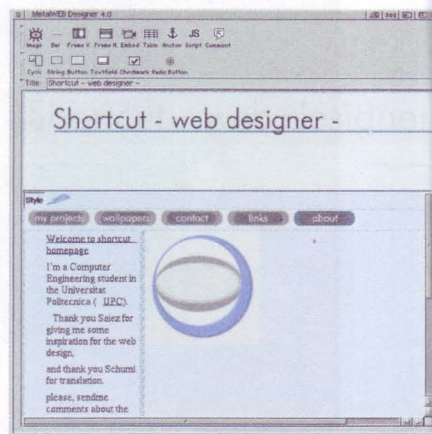 MetalWEB Designer 4.0
Image Bar Frame V. Frame H. Embed Table Anchor Script Comment
Cycle String Button Textfield Checkmark Radio Button
Title: Shortcut - web designer -
Shortcut - web designer -
Style
my projects wallpapers contact links about
Welcome to shortcut
homepage
I'm a Computer
Engineering student in
the Universitat
Politecnica ( UPC).
Thank you Saiez for
giving me some
inspiration for the web
design,
and thank you Schumi
for translation.
please, sendme
comments about the